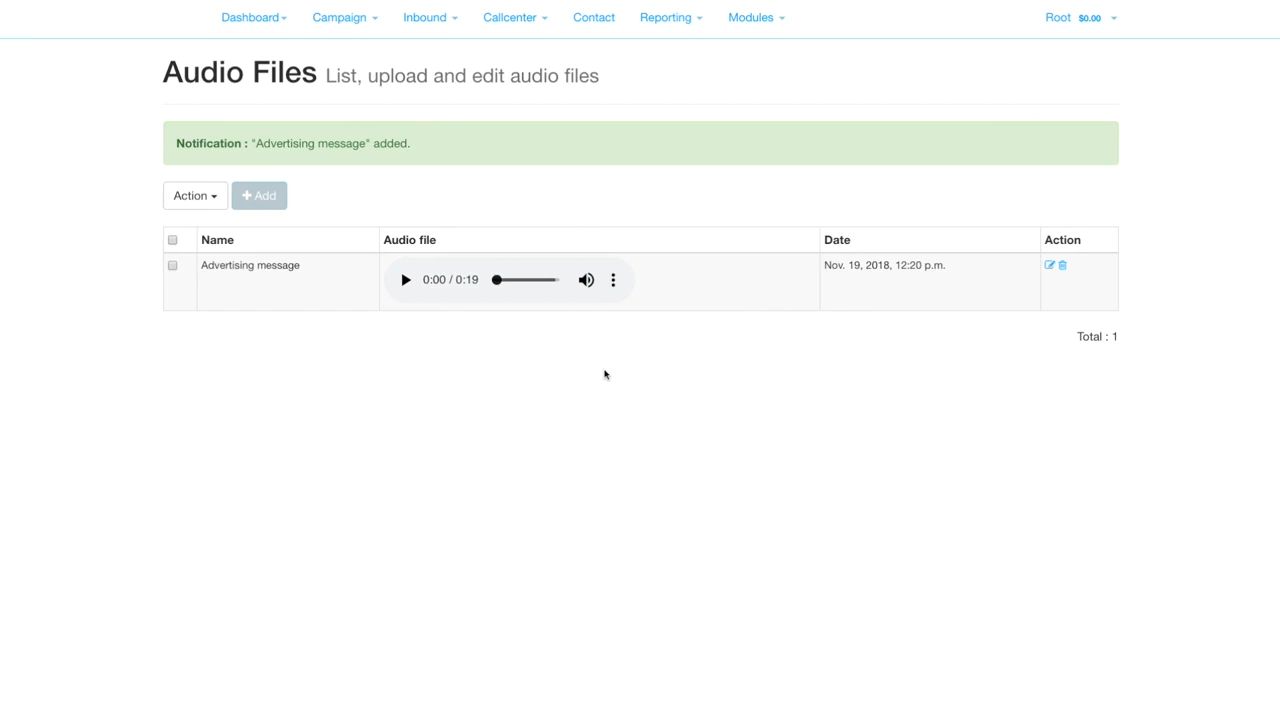 Dashboard Campaign Inbound Callcenter Contact Reporting Modules Root $0.00
Audio Files List, upload and edit audio files
Notification : "Advertising message" added.
Action + Add
Name Audio file Date Action
Advertising message 0:00 / 0:19 Nov. 19, 2018, 12:20 p.m.
Total : 1